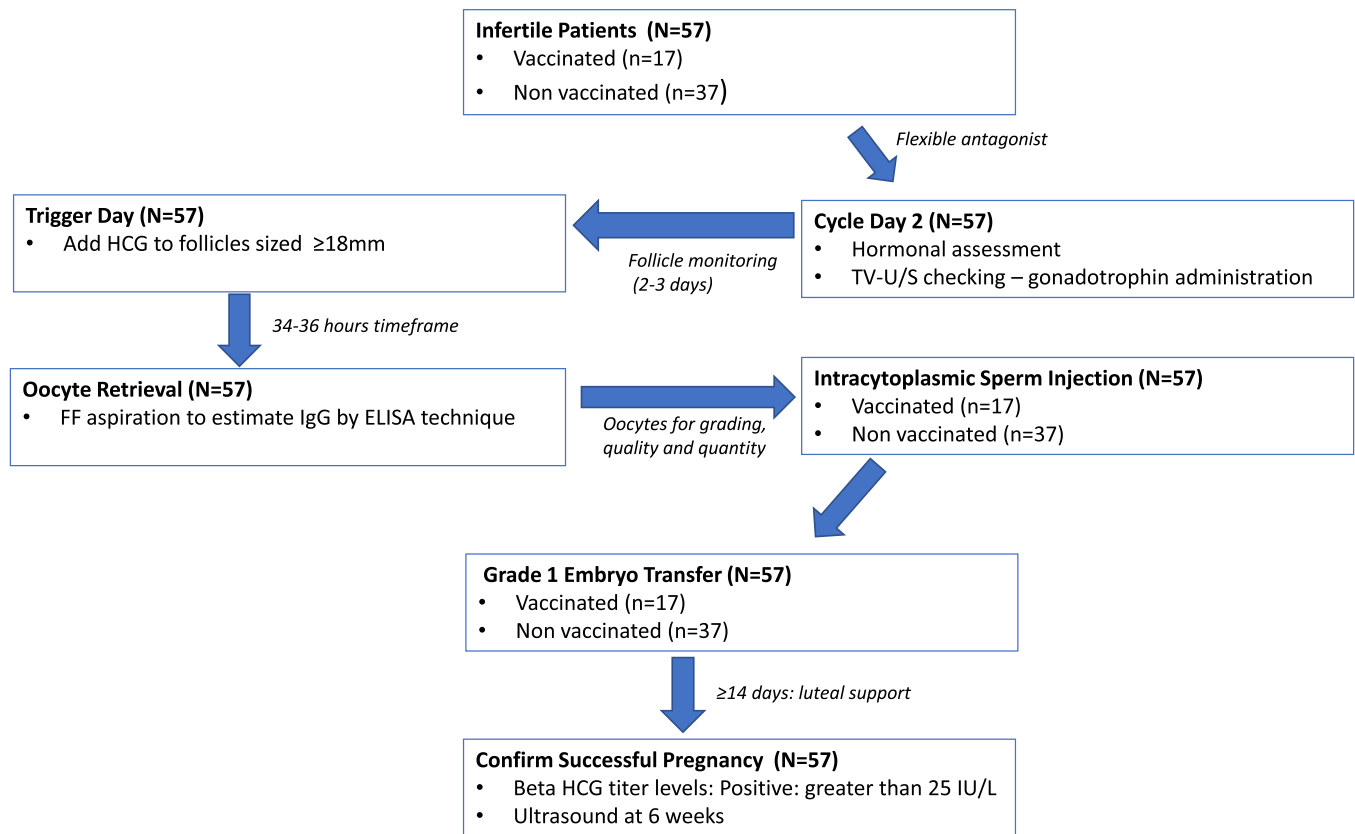 Infertile Patients (N=57)
• Vaccinated (n=17)
• Non vaccinated (n=37)
Flexible antagonist
Cycle Day 2 (N=57)
• Hormonal assessment
• TV-U/S checking – gonadotrophin administration
Follicle monitoring
(2-3 days)
Trigger Day (N=57)
• Add HCG to follicles sized ≥18mm
34-36 hours timeframe
Oocyte Retrieval (N=57)
• FF aspiration to estimate IgG by ELISA technique
Oocytes for grading,
quality and quantity
Intracytoplasmic Sperm Injection (N=57)
• Vaccinated (n=17)
• Non vaccinated (n=37)
Grade 1 Embryo Transfer (N=57)
• Vaccinated (n=17)
• Non vaccinated (n=37)
≥14 days: luteal support
Confirm Successful Pregnancy (N=57)
• Beta HCG titer levels: Positive: greater than 25 IU/L
• Ultrasound at 6 weeks